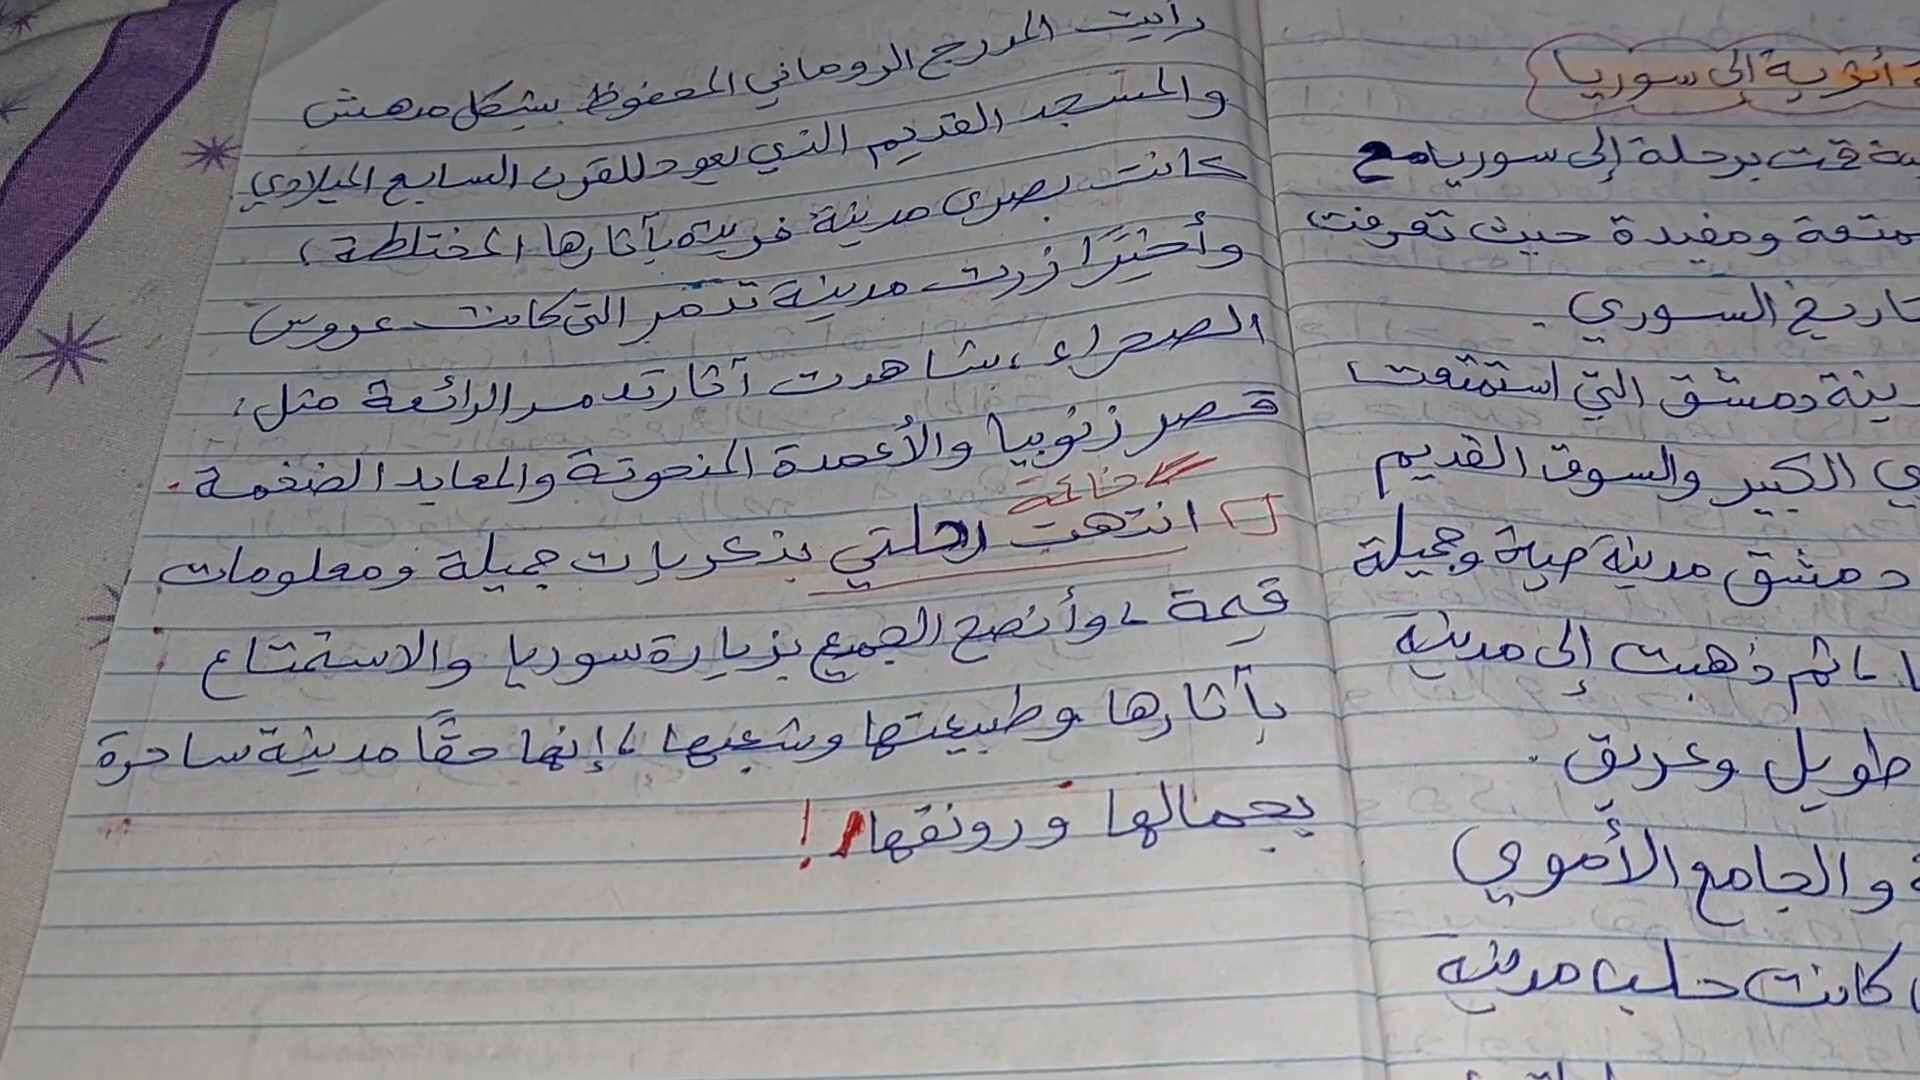 أثرية إلى سوريا
قمت برحلة إلى سوريا مع
ممتعة ومفيدة حيث تعرفت
تاريخ السوري .
دمشق التي استمتعت
الكبير والسوق القديم
دمشق مدينة حية وجميلة
، ثم ذهبت إلى مدينة
طويل وعريق .
والجامع الأموي
كانت حلب مدينة
رأيت المدرج الروماني المحفوظ بشكل مدهش
والمسجد القديم الذي يعود للقرن السابع الميلادي
كانت بصرى مدينة فريدة بآثارها المختلطة ،
وأخيرًا زرت مدينة تدمر التي كانت عروس
الصحراء ، شاهدت آثار تدمر الرائعة مثل :
قصر زنوبيا والأعمدة المنحوتة والمعابد الضخمة .
خاتمة
انتهت رحلتي بذكريات جميلة ومعلومات
قيمة ، وأنصح الجميع بزيارة سوريا والاستمتاع
بآثارها وطبيعتها وشعبها ، إنها حقًا مدينة ساحرة
بجمالها ورونقها !